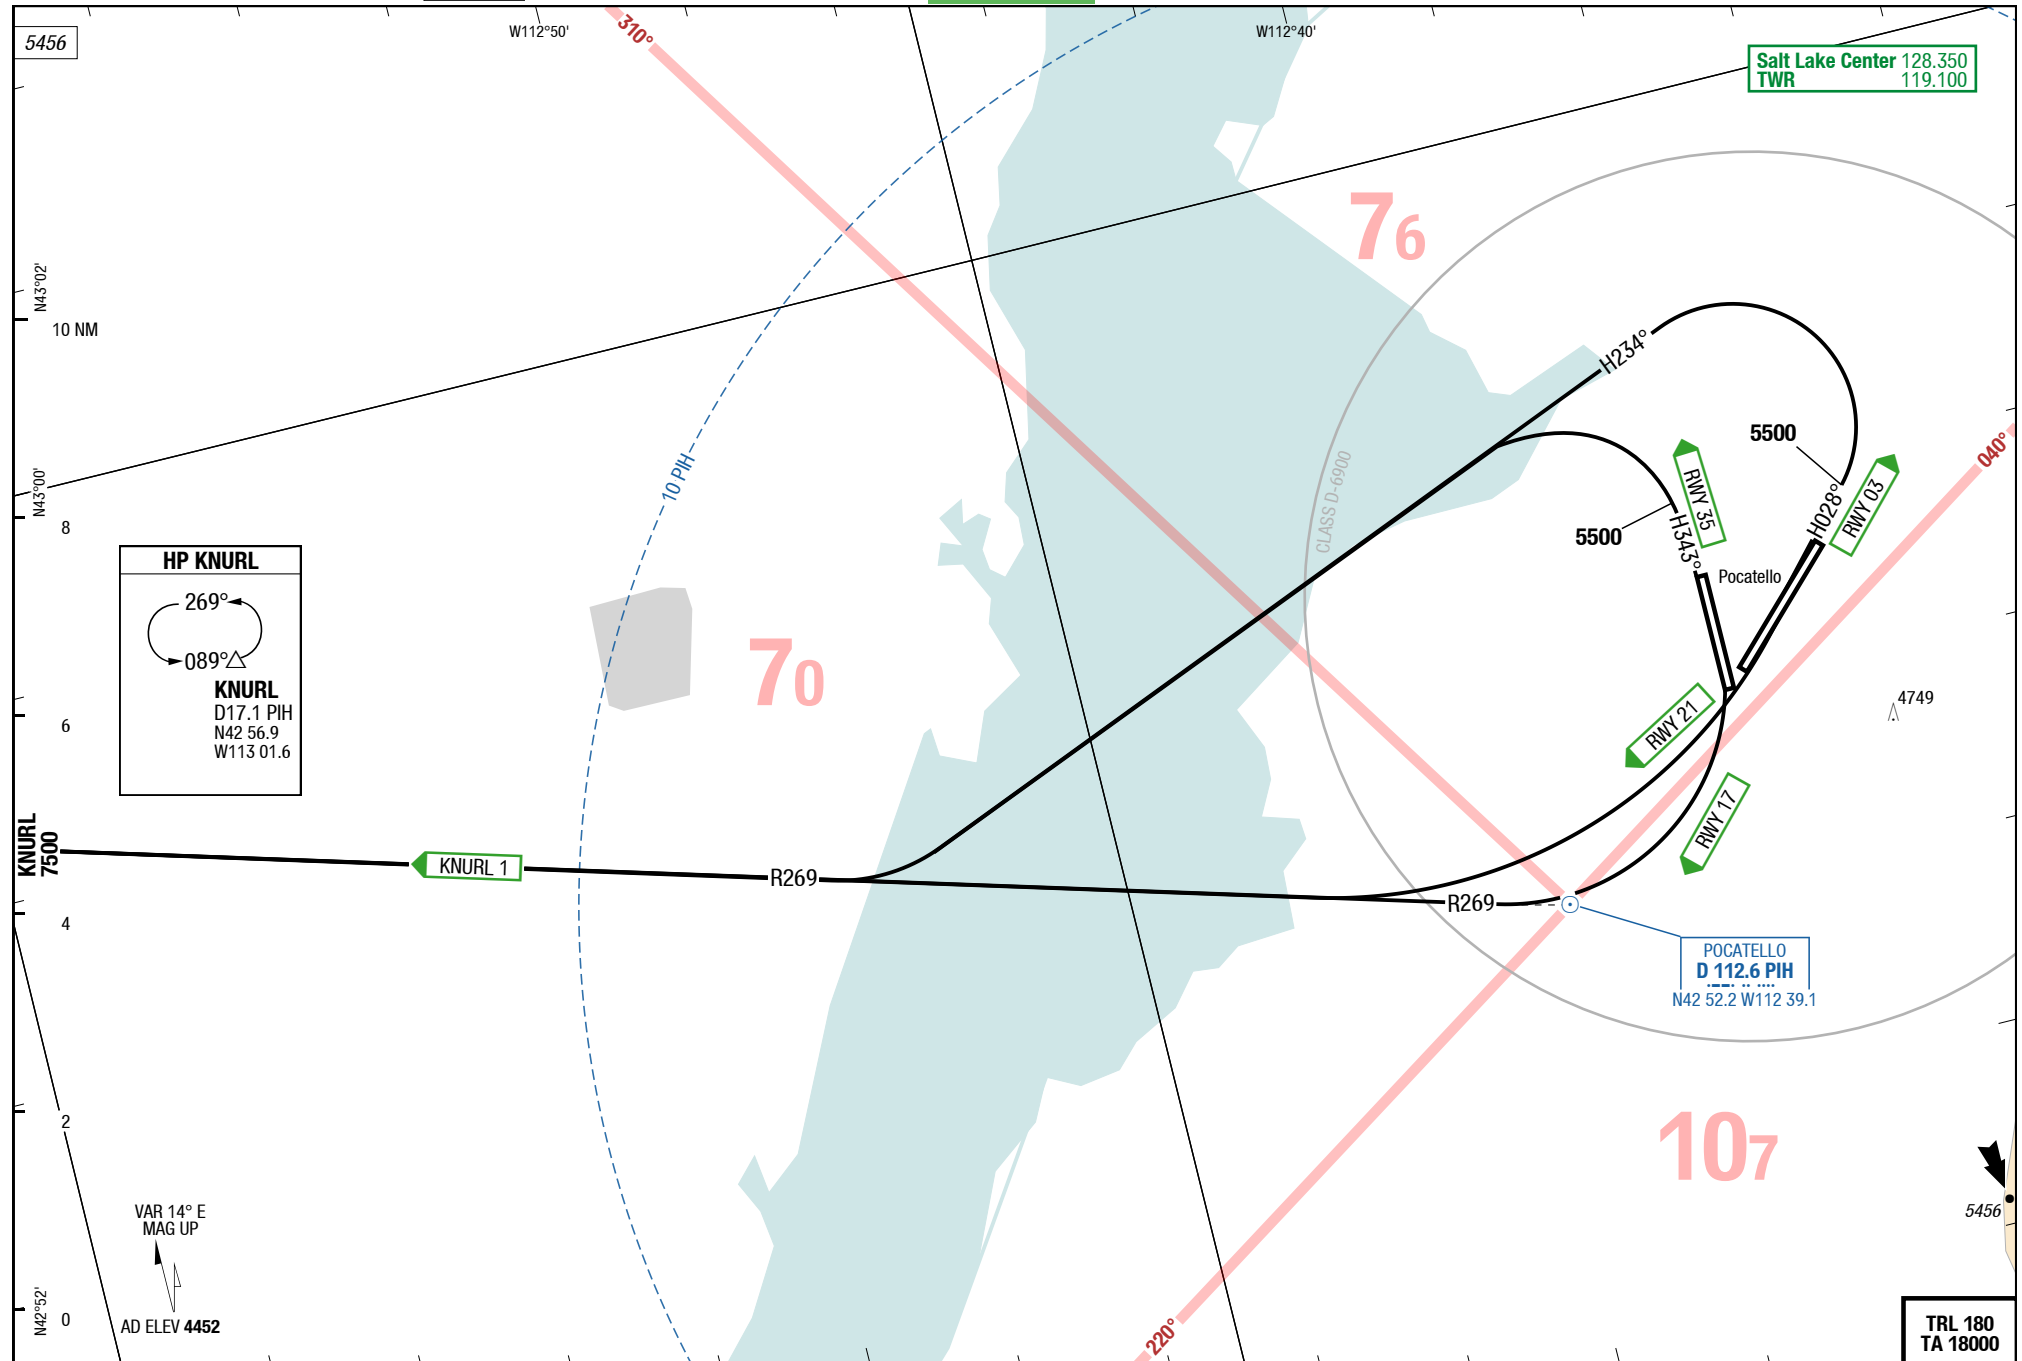 5456
W112°50'
310°
W112°40'
Salt Lake Center 128.350
TWR 119.100
76
N43°02'
10 NM
H234°
10 PIH
CLASS D-6900
5500
040°
RWY 35
H028°
RWY 03
N43°00'
8
5500
H343°
Pocatello
HP KNURL
269°
089°
KNURL
D17.1 PIH
N42 56.9
W113 01.6
70
6
4749
RWY 21
RWY 17
KNURL
7500
KNURL 1
R269
R269
4
POCATELLO
D 112.6 PIH
N42 52.2 W112 39.1
2
107
VAR 14° E
MAG UP
5456
N42°52'
0
AD ELEV 4452
220°
TRL 180
TA 18000